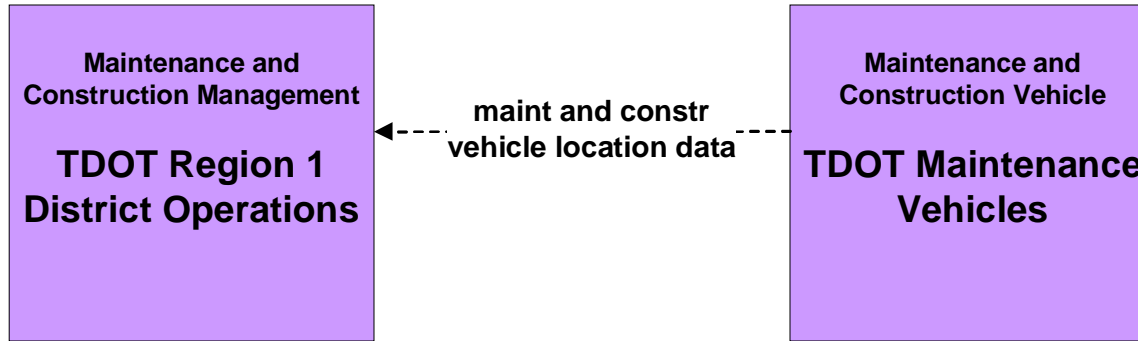 Maintenance and
Construction Management
TDOT Region 1
District Operations
maint and constr
vehicle location data
Maintenance and
Construction Vehicle
TDOT Maintenance
Vehicles